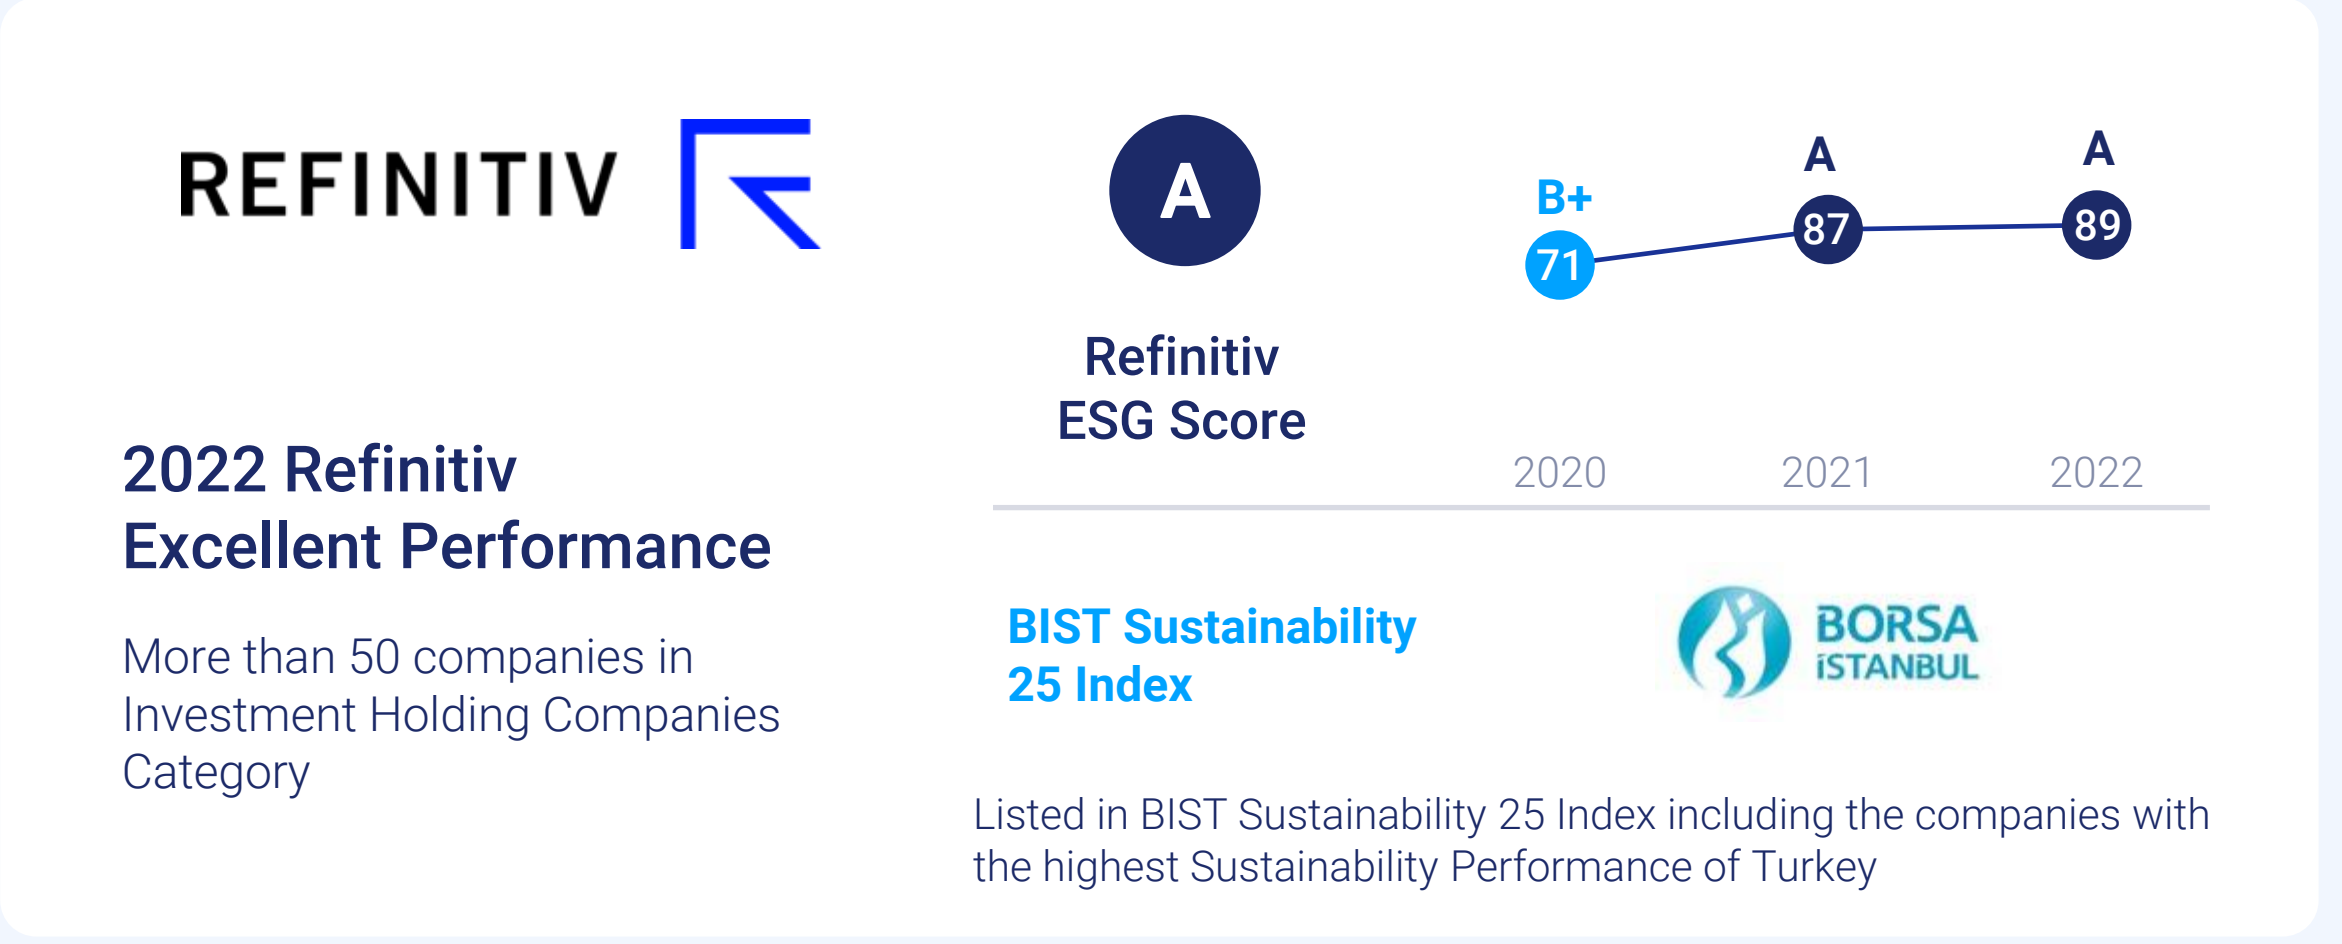 REFINITIV
2022 Refinitiv
Excellent Performance
More than 50 companies in
Investment Holding Companies
Category
A
Refinitiv
ESG Score
B+
A
A
71
87
89
2020
2021
2022
BIST Sustainability
25 Index
BORSA
İSTANBUL
Listed in BIST Sustainability 25 Index including the companies with
the highest Sustainability Performance of Turkey